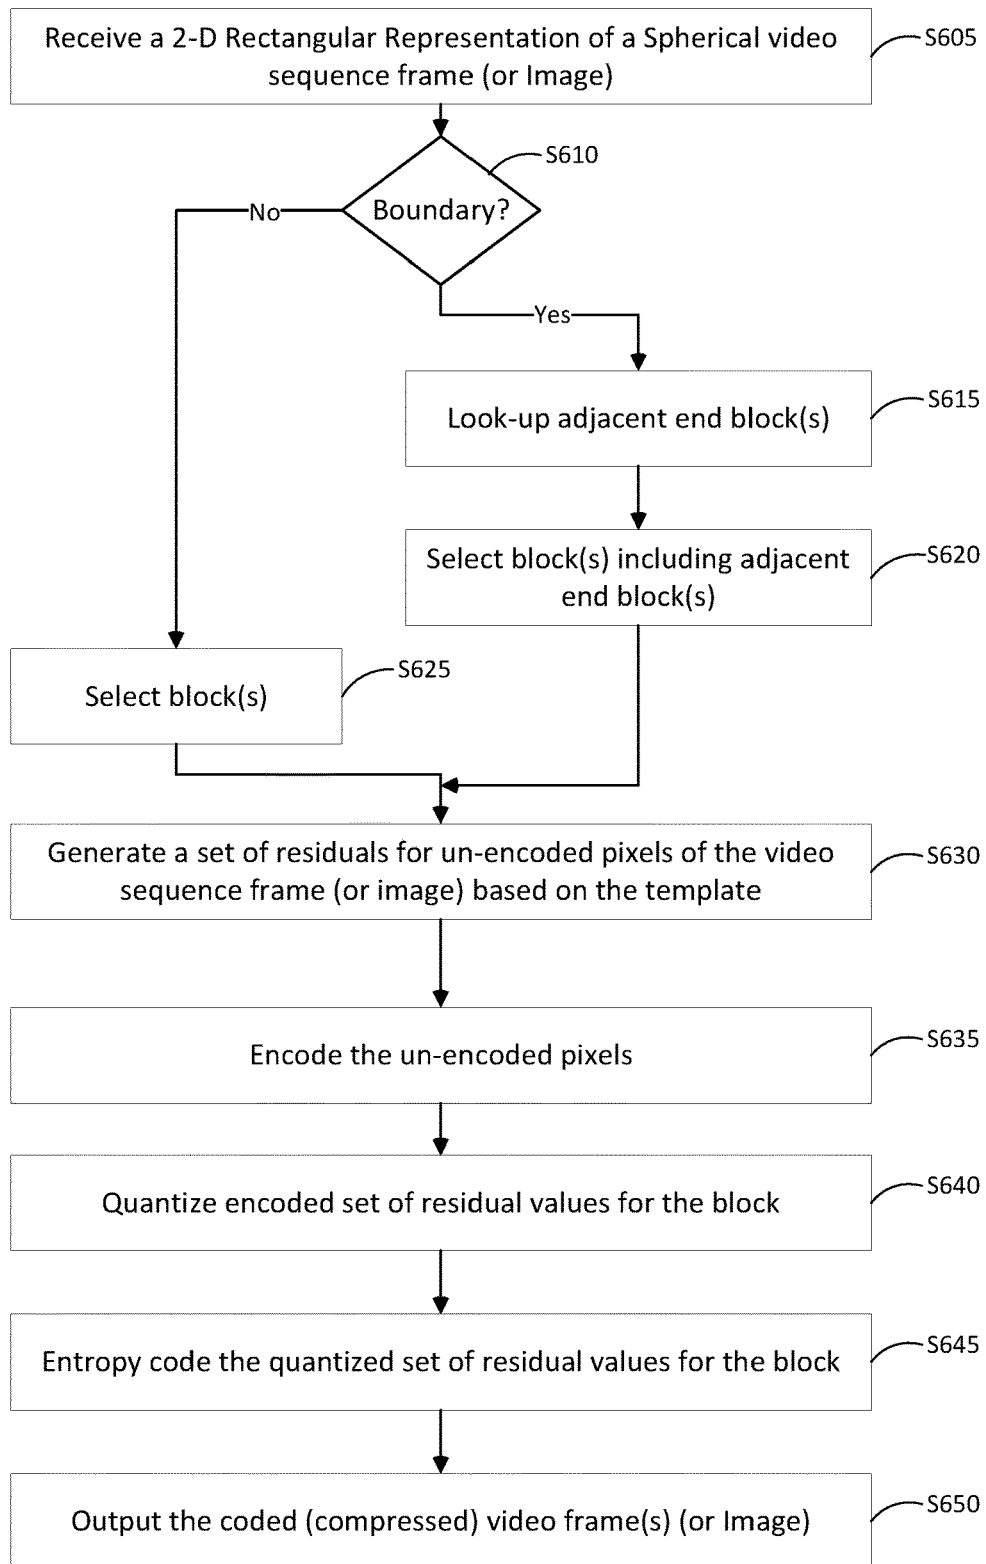 Receive a 2-D Rectangular Representation of a Spherical video
sequence frame (or Image)
S605
S610
Boundary?
No
Yes
Look-up adjacent end block(s)
S615
Select block(s) including adjacent
end block(s)
S620
Select block(s)
S625
Generate a set of residuals for un-encoded pixels of the video
sequence frame (or image) based on the template
S630
Encode the un-encoded pixels
S635
Quantize encoded set of residual values for the block
S640
Entropy code the quantized set of residual values for the block
S645
Output the coded (compressed) video frame(s) (or Image)
S650